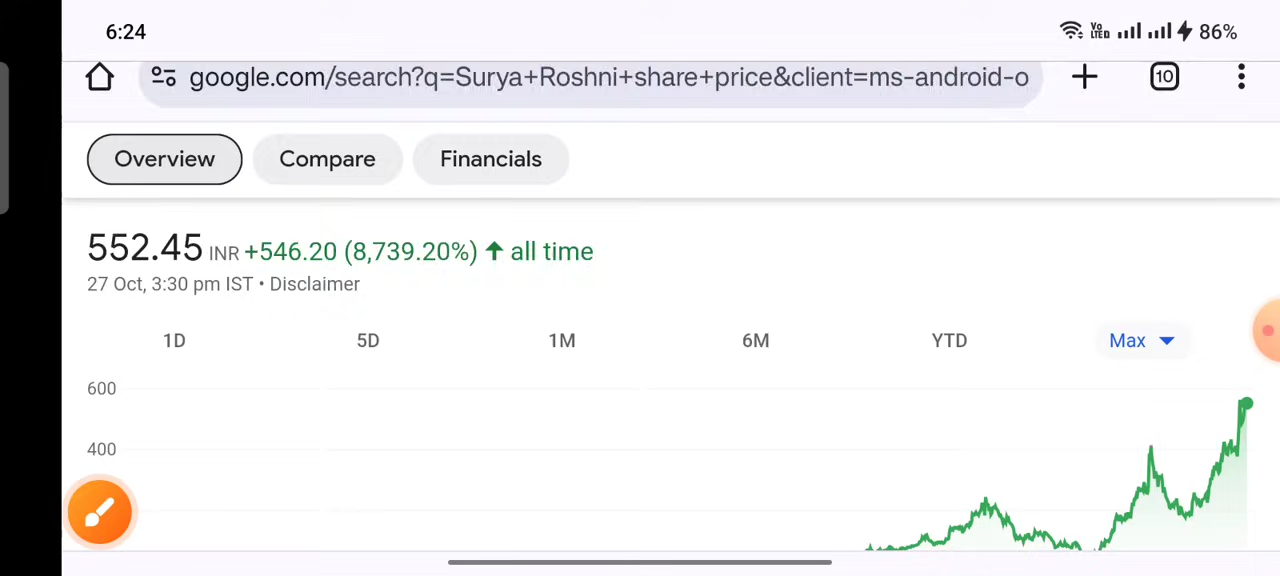 6:24
Vo LTED
86%
google.com/search?q=Surya+Roshni+share+price&client=ms-android-o
10
Overview Compare Financials
552.45 INR +546.20 (8,739.20%) ↑ all time
27 Oct, 3:30 pm IST • Disclaimer
1D 5D 1M 6M YTD Max
600
400